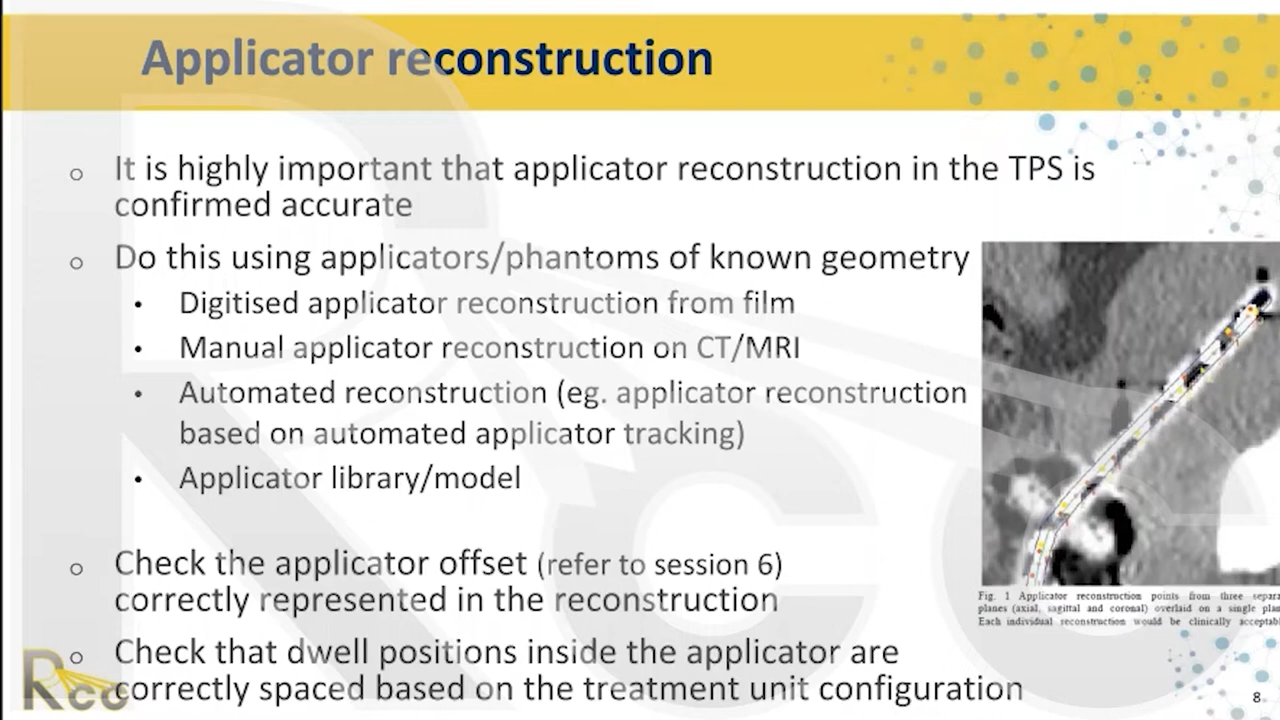 Applicator reconstruction
○ It is highly important that applicator reconstruction in the TPS is
confirmed accurate
○ Do this using applicators/phantoms of known geometry
• Digitised applicator reconstruction from film
• Manual applicator reconstruction on CT/MRI
• Automated reconstruction (eg. applicator reconstruction
based on automated applicator tracking)
• Applicator library/model
○ Check the applicator offset (refer to session 6)
correctly represented in the reconstruction
○ Check that dwell positions inside the applicator are
correctly spaced based on the treatment unit configuration
Fig. 1 Applicator reconstruction points from three
planes (axial, sagittal and coronal) overlaid on a single
Each individual reconstruction would be clinically
Rcc
8